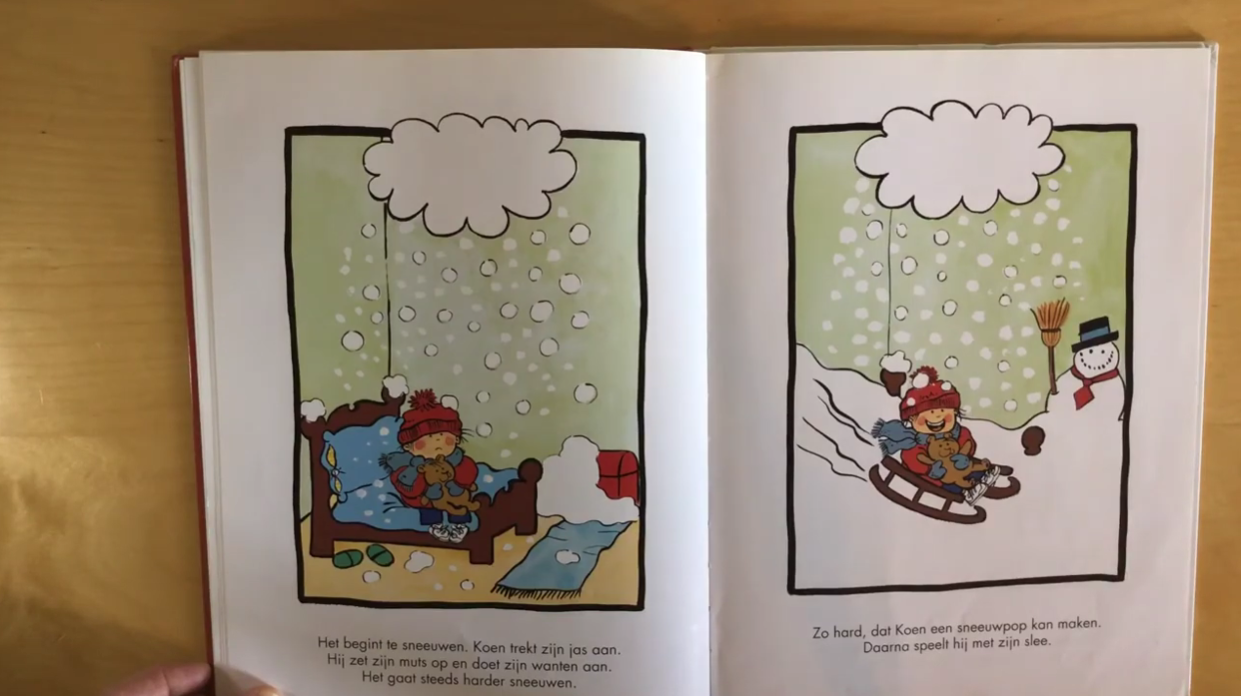 Het begint te sneeuwen. Koen trekt zijn jas aan.
Hij zet zijn muts op en doet zijn wanten aan.
Het gaat steeds harder sneeuwen.
Zo hard, dat Koen een sneeuwpop kan maken.
Daarna speelt hij met zijn slee.